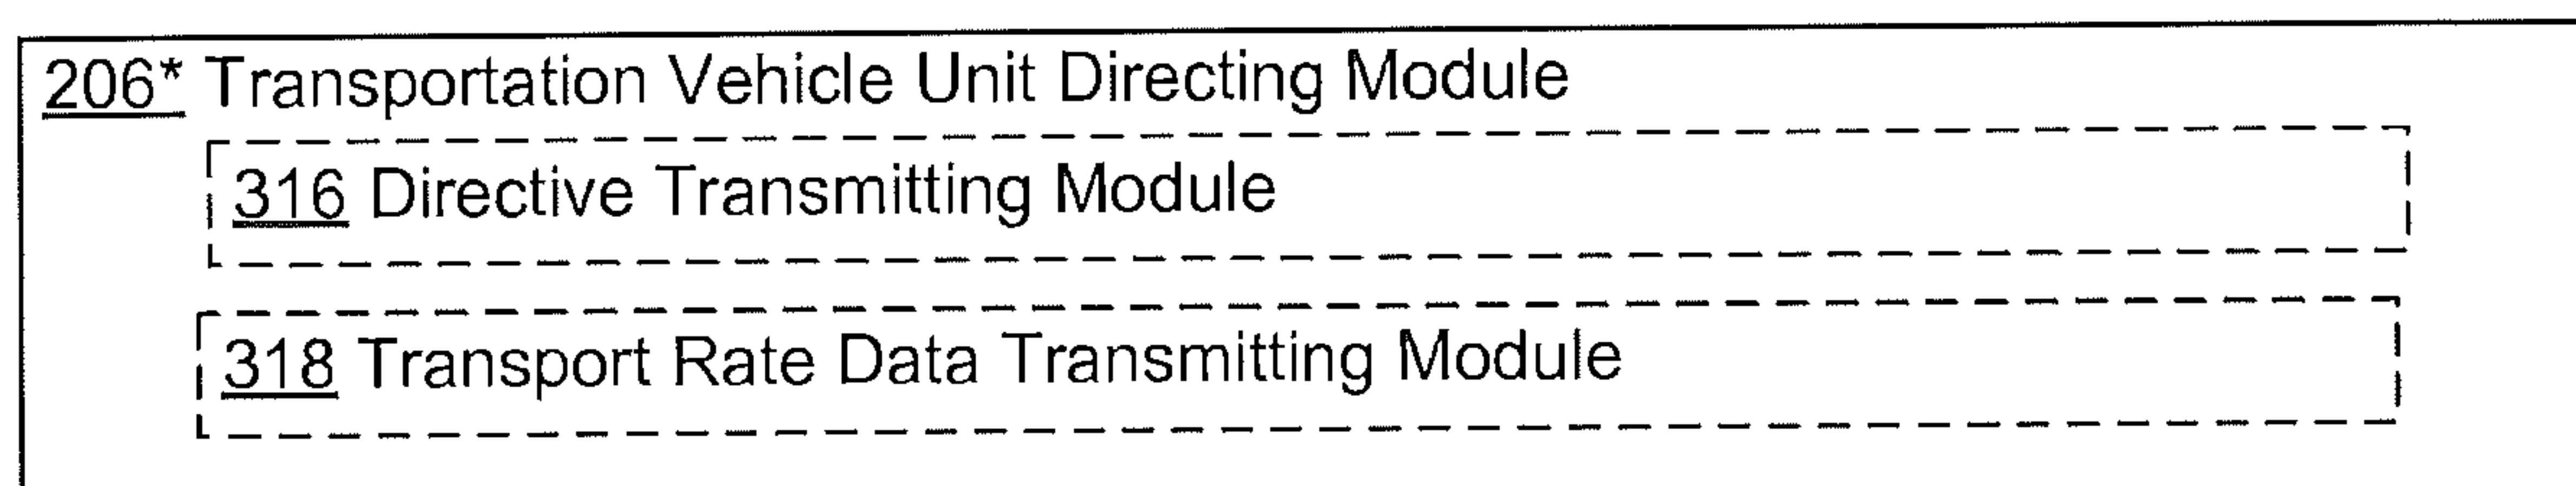 206* Transportation Vehicle Unit Directing Module
316 Directive Transmitting Module
318 Transport Rate Data Transmitting Module